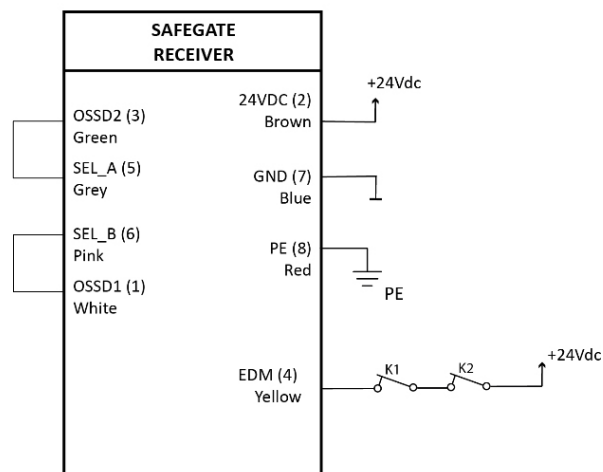 SAFEGATE
RECEIVER
OSSD2 (3)
Green
SEL_A (5)
Grey
SEL_B (6)
Pink
OSSD1 (1)
White
24VDC (2)
Brown
+24Vdc
GND (7)
Blue
PE (8)
Red
PE
EDM (4)
Yellow
K1
K2
+24Vdc